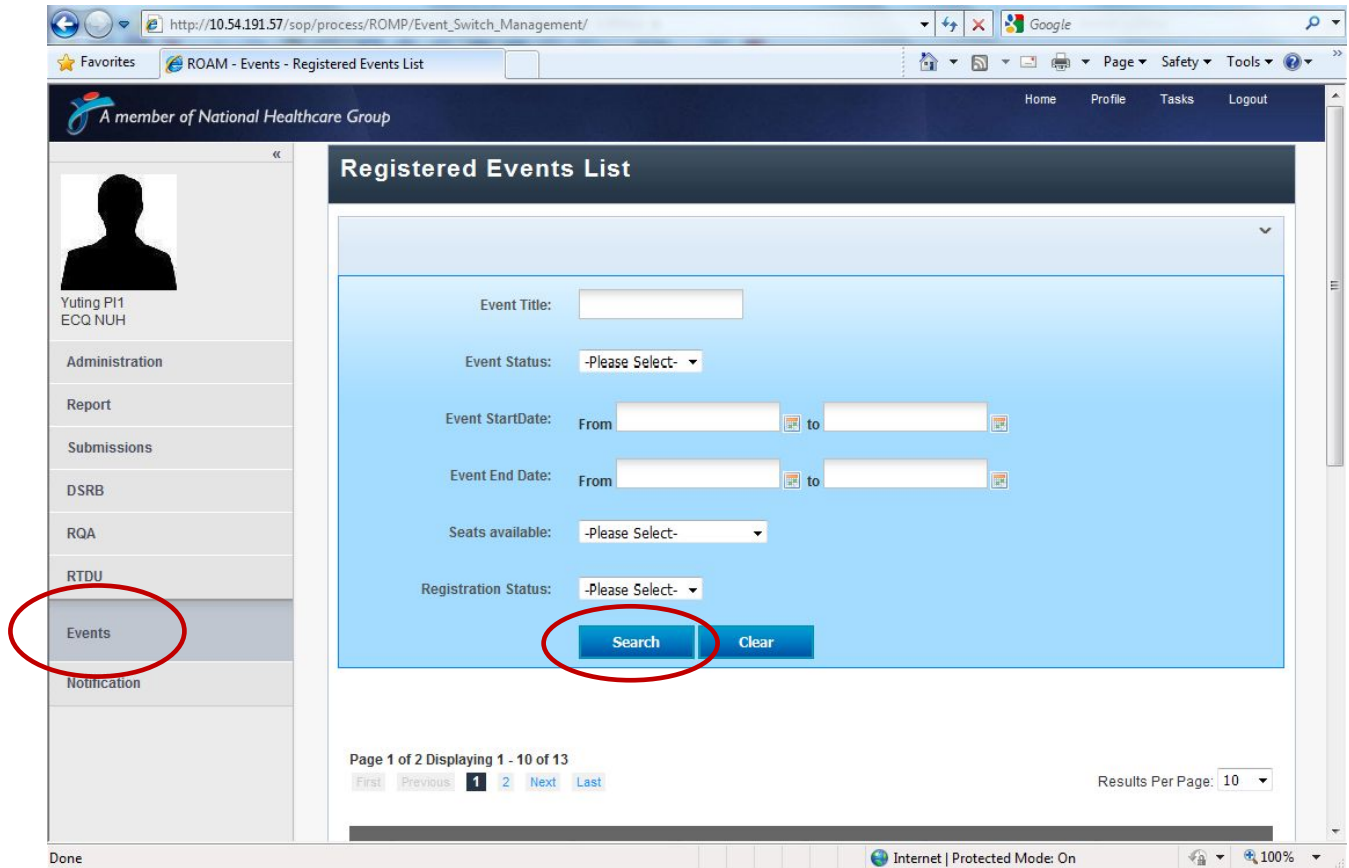 http://10.54.191.57/sop/process/ROMP/Event_Switch_Management/
Google
Favorites
ROAM - Events - Registered Events List
Page
Safety
Tools
A member of National Healthcare Group
Home Profile Tasks Logout
«
Registered Events List
Yuting PI1
ECQ NUH
Administration
Report
Submissions
DSRB
RQA
RTDU
Events
Notification
Event Title:
Event Status: -Please Select-
Event StartDate: From to
Event End Date: From to
Seats available: -Please Select-
Registration Status: -Please Select-
Search Clear
Page 1 of 2 Displaying 1 - 10 of 13
First Previous 1 2 Next Last
Results Per Page: 10
Done
Internet | Protected Mode: On
100%